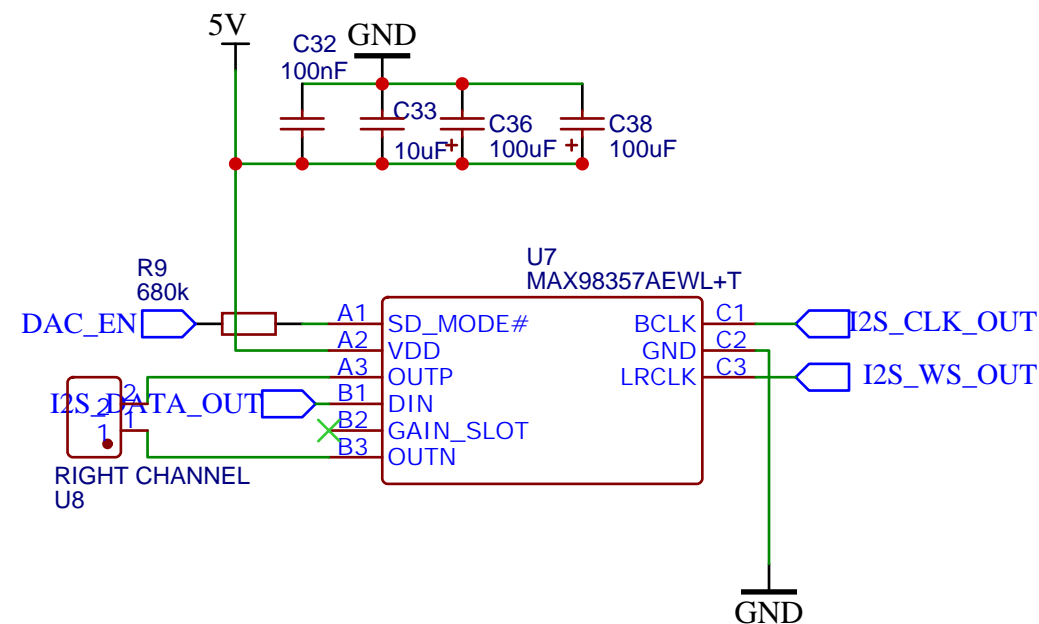 5V
GND
C32
100nF
C33
10uF
C36
100uF
C38
100uF
R9
680k
DAC_EN
U7
MAX98357AEWL+T
A1
SD_MODE#
A2
VDD
A3
OUTP
B1
DIN
B2
GAIN_SLOT
B3
OUTN
BCLK
C1
I2S_CLK_OUT
GND
C2
LRCLK
C3
I2S_WS_OUT
I2S_DATA_OUT
2
2
1
1
RIGHT CHANNEL
U8
GND